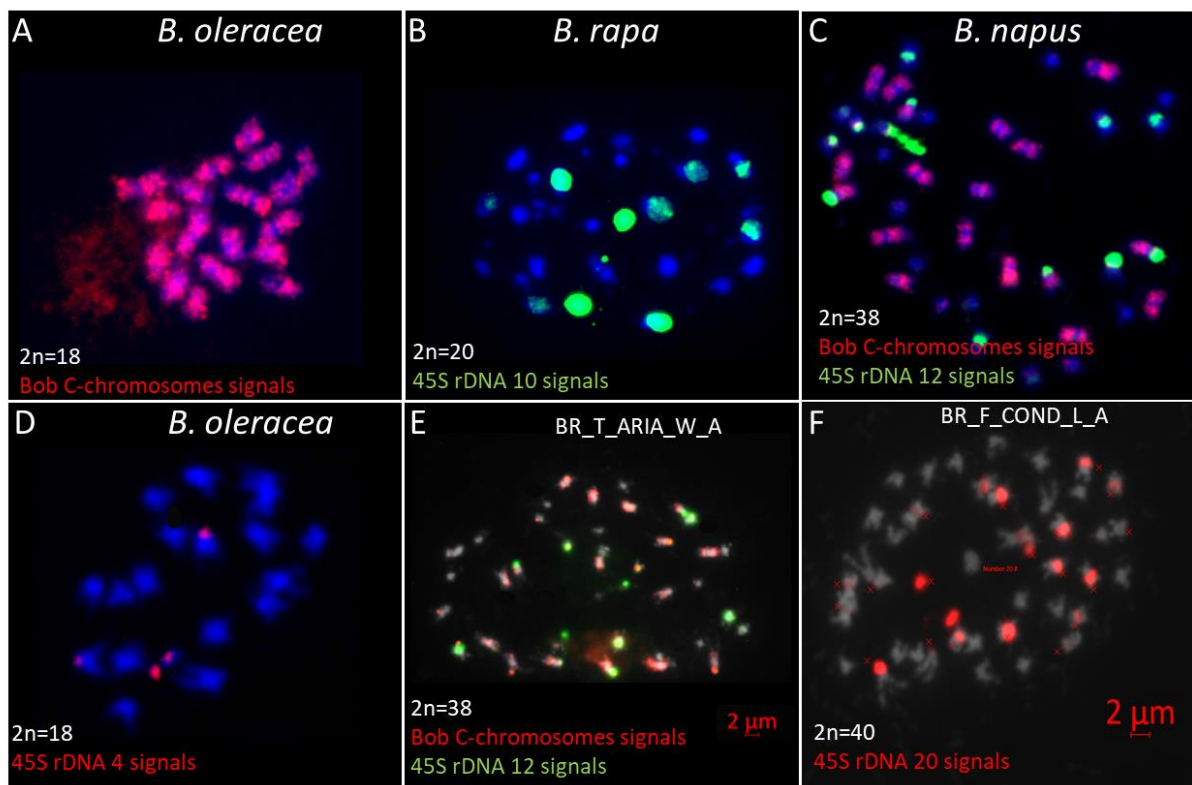 A
B. oleracea
2n=18
Bob C-chromosomes signals
B
B. rapa
2n=20
45S rDNA 10 signals
C
B. napus
2n=38
Bob C-chromosomes signals
45S rDNA 12 signals
D
B. oleracea
2n=18
45S rDNA 4 signals
E
BR_T_ARIA_W_A
2n=38
Bob C-chromosomes signals
45S rDNA 12 signals
2 µm
F
BR_F_COND_L_A
Number 20 #
2n=40
45S rDNA 20 signals
2 µm